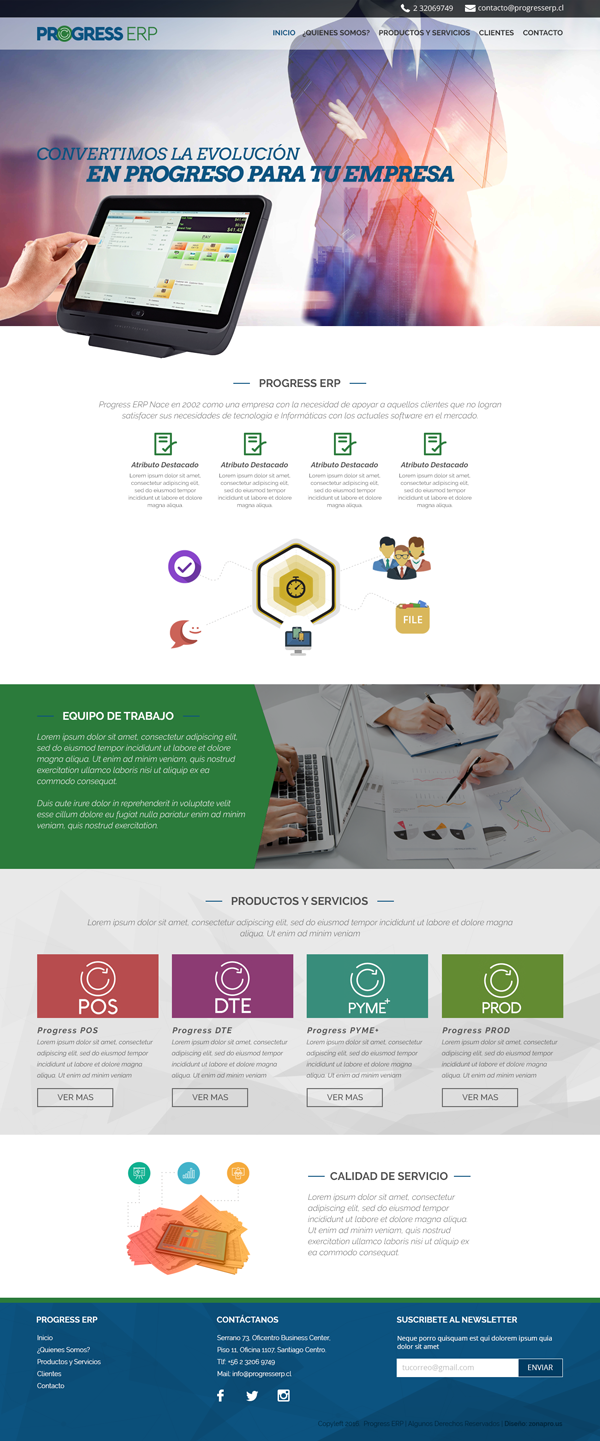 2 32069749 contacto@progresserp.cl
PROGRESS ERP
INICIO ¿QUIENES SOMOS? PRODUCTOS Y SERVICIOS CLIENTES CONTACTO
CONVERTIMOS LA EVOLUCIÓN
EN PROGRESO PARA TU EMPRESA
PROGRESS ERP
Progress ERP Nace en 2002 como una empresa con la necesidad de apoyar a aquellos clientes que no logran
satisfacer sus necesidades de tecnología e Informáticas con los actuales software en el mercado.
Atributo Destacado
Lorem ipsum dolor sit amet,
consectetur adipiscing elit,
sed do eiusmod tempor
incididunt ut labore et dolore
magna aliqua.
Atributo Destacado
Lorem ipsum dolor sit amet,
consectetur adipiscing elit,
sed do eiusmod tempor
incididunt ut labore et dolore
magna aliqua.
Atributo Destacado
Lorem ipsum dolor sit amet,
consectetur adipiscing elit,
sed do eiusmod tempor
incididunt ut labore et dolore
magna aliqua.
Atributo Destacado
Lorem ipsum dolor sit amet,
consectetur adipiscing elit,
sed do eiusmod tempor
incididunt ut labore et dolore
magna aliqua.
FILE
EQUIPO DE TRABAJO
Lorem ipsum dolor sit amet, consectetur adipiscing elit,
sed do eiusmod tempor incididunt ut labore et dolore
magna aliqua. Ut enim ad minim veniam, quis nostrud
exercitation ullamco laboris nisi ut aliquip ex ea
commodo consequat.
Duis aute irure dolor in reprehenderit in voluptate velit
esse cillum dolore eu fugiat nulla pariatur enim ad minim
veniam, quis nostrud exercitation.
PRODUCTOS Y SERVICIOS
Lorem ipsum dolor sit amet, consectetur adipiscing elit, sed do eiusmod tempor incididunt ut labore et dolore magna
aliqua. Ut enim ad minim veniam
POS
Progress POS
Lorem ipsum dolor sit amet, consectetur
adipiscing elit, sed do eiusmod tempor
incididunt ut labore et dolore magna
aliqua. Ut enim ad minim veniam
VER MAS
DTE
Progress DTE
Lorem ipsum dolor sit amet, consectetur
adipiscing elit, sed do eiusmod tempor
incididunt ut labore et dolore magna
aliqua. Ut enim ad minim veniam
VER MAS
PYME+
Progress PYME+
Lorem ipsum dolor sit amet, consectetur
adipiscing elit, sed do eiusmod tempor
incididunt ut labore et dolore magna
aliqua. Ut enim ad minim veniam
VER MAS
PROD
Progress PROD
Lorem ipsum dolor sit amet, consectetur
adipiscing elit, sed do eiusmod tempor
incididunt ut labore et dolore magna
aliqua. Ut enim ad minim veniam
VER MAS
CALIDAD DE SERVICIO
Lorem ipsum dolor sit amet, consectetur
adipiscing elit, sed do eiusmod tempor
incididunt ut labore et dolore magna aliqua.
Ut enim ad minim veniam, quis nostrud
exercitation ullamco laboris nisi ut aliquip ex
ea commodo consequat.
PROGRESS ERP
Inicio
¿Quienes Somos?
Productos y Servicios
Clientes
Contacto
CONTÁCTANOS
Serrano 73, Oficentro Business Center,
Piso 11, Oficina 1107, Santiago Centro.
Tlf: +56 2 3206 9749
Mail: info@progresserp.cl
SUSCRIBETE AL NEWSLETTER
Neque porro quisquam est qui dolorem ipsum quia
dolor sit amet
tucorreo@gmail.com ENVIAR
Progress ERP | Algunos Derechos Reservados | Diseño: